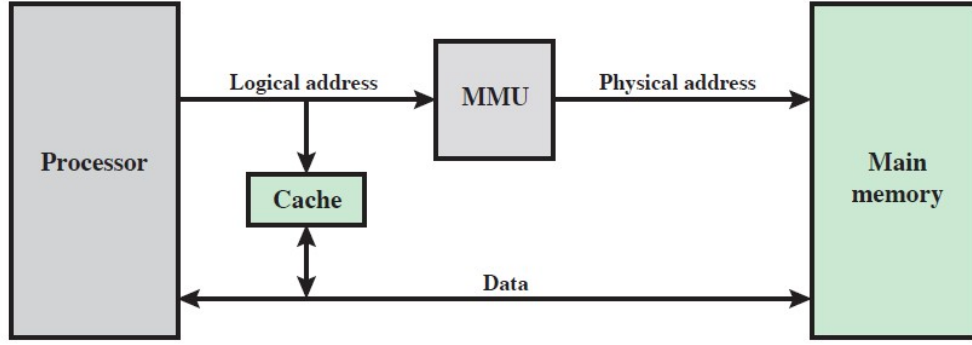 Logical address
MMU
Physical address
Processor
Cache
Main
memory
Data